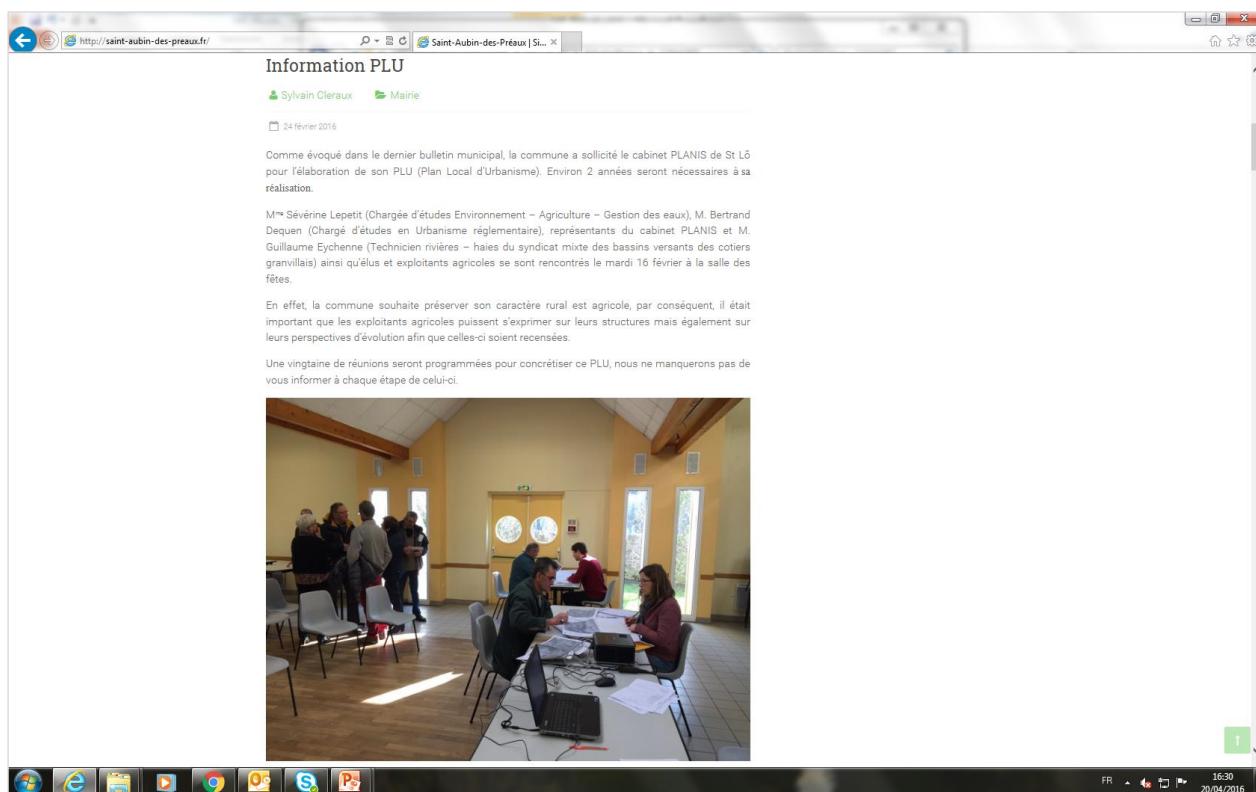 http://saint-aubin-des-preaux.fr/
Saint-Aubin-des-Préaux | Si...
Information PLU
Sylvain Cleraux Mairie
24 février 2016
Comme évoqué dans le dernier bulletin municipal, la commune a sollicité le cabinet PLANIS de St Lô
pour l'élaboration de son PLU (Plan Local d'Urbanisme). Environ 2 années seront nécessaires à sa
réalisation.
Mme Sévérine Lepetit (Chargée d'études Environnement – Agriculture – Gestion des eaux), M. Bertrand
Dequen (Chargé d'études en Urbanisme réglementaire), représentants du cabinet PLANIS et M.
Guillaume Eychenne (Technicien rivières – haies du syndicat mixte des bassins versants des cotiers
granvillais) ainsi qu'élus et exploitants agricoles se sont rencontrés le mardi 16 février à la salle des
fêtes.
En effet, la commune souhaite préserver son caractère rural est agricole, par conséquent, il était
important que les exploitants agricoles puissent s'exprimer sur leurs structures mais également sur
leurs perspectives d'évolution afin que celles-ci soient recensées.
Une vingtaine de réunions seront programmées pour concrétiser ce PLU, nous ne manquerons pas de
vous informer à chaque étape de celui-ci.
FR
16:30
20/04/2016